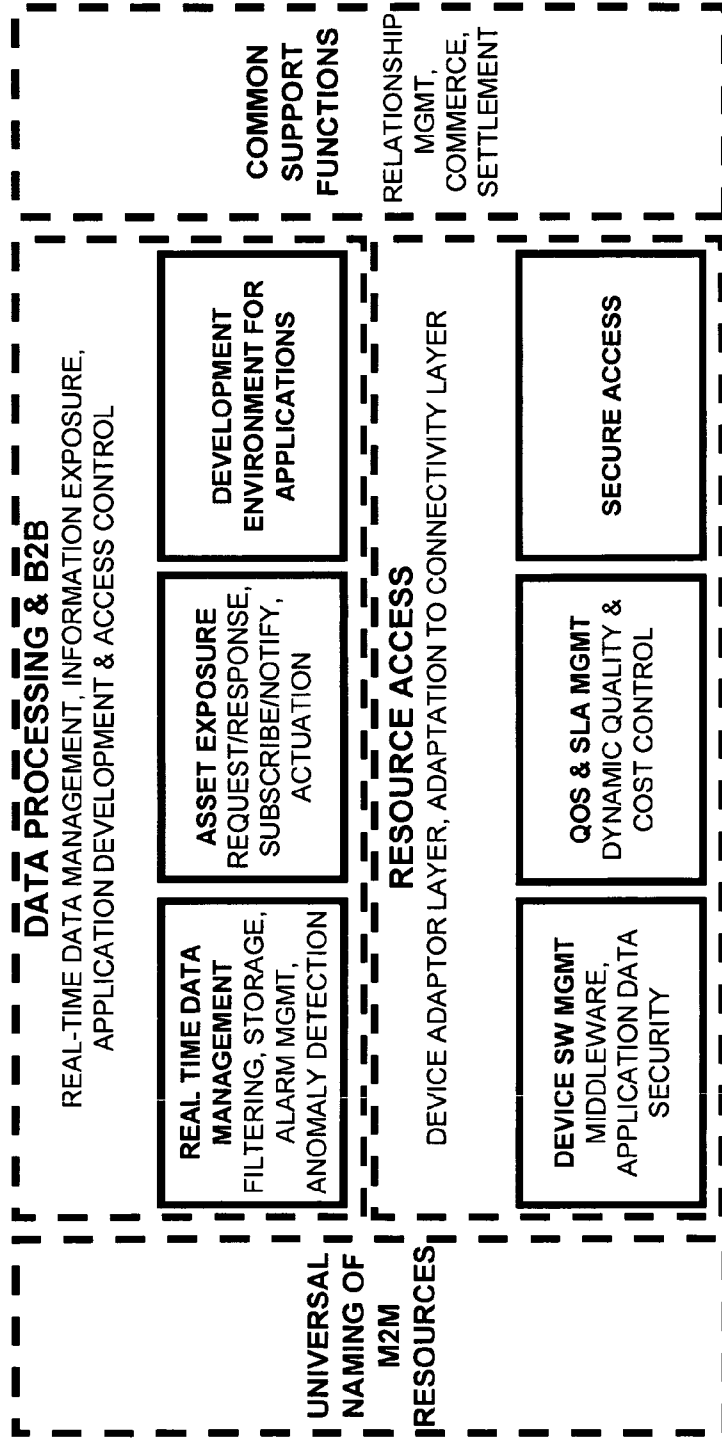 UNIVERSAL
NAMING OF
M2M
RESOURCES
DATA PROCESSING & B2B
REAL-TIME DATA MANAGEMENT, INFORMATION EXPOSURE,
APPLICATION DEVELOPMENT & ACCESS CONTROL
REAL TIME DATA
MANAGEMENT
FILTERING, STORAGE,
ALARM MGMT,
ANOMALY DETECTION
ASSET EXPOSURE
REQUEST/RESPONSE,
SUBSCRIBE/NOTIFY,
ACTUATION
DEVELOPMENT
ENVIRONMENT FOR
APPLICATIONS
RESOURCE ACCESS
DEVICE ADAPTOR LAYER, ADAPTATION TO CONNECTIVITY LAYER
DEVICE SW MGMT
MIDDLEWARE,
APPLICATION DATA
SECURITY
QOS & SLA MGMT
DYNAMIC QUALITY &
COST CONTROL
SECURE ACCESS
COMMON
SUPPORT
FUNCTIONS
RELATIONSHIP
MGMT,
COMMERCE,
SETTLEMENT